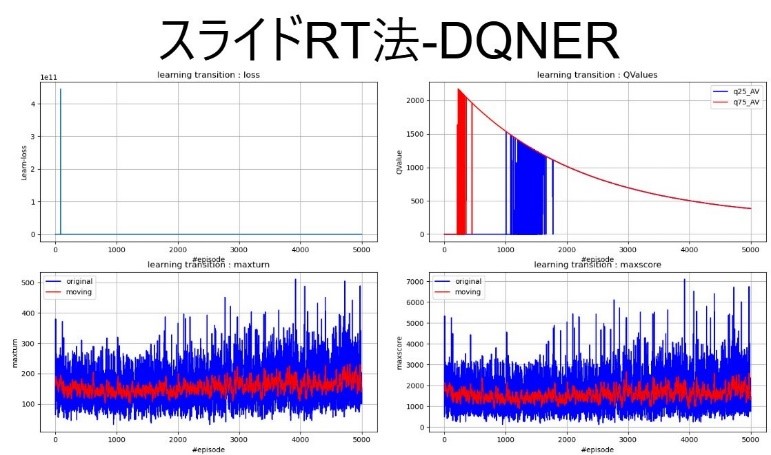 スライドRT法-DQNER
learning transition : loss
1e11
4
3
2
1
0
Learn-loss
0 1000 2000 3000 4000 5000
#episode
learning transition : QValues
q25_AV
q75_AV
2000
1500
1000
500
0
QValue
0 1000 2000 3000 4000 5000
#episode
learning transition : maxturn
original
moving
500
400
300
200
100
maxturn
0 1000 2000 3000 4000 5000
#episode
learning transition : maxscore
original
moving
7000
6000
5000
4000
3000
2000
1000
0
maxscore
0 1000 2000 3000 4000 5000
#episode